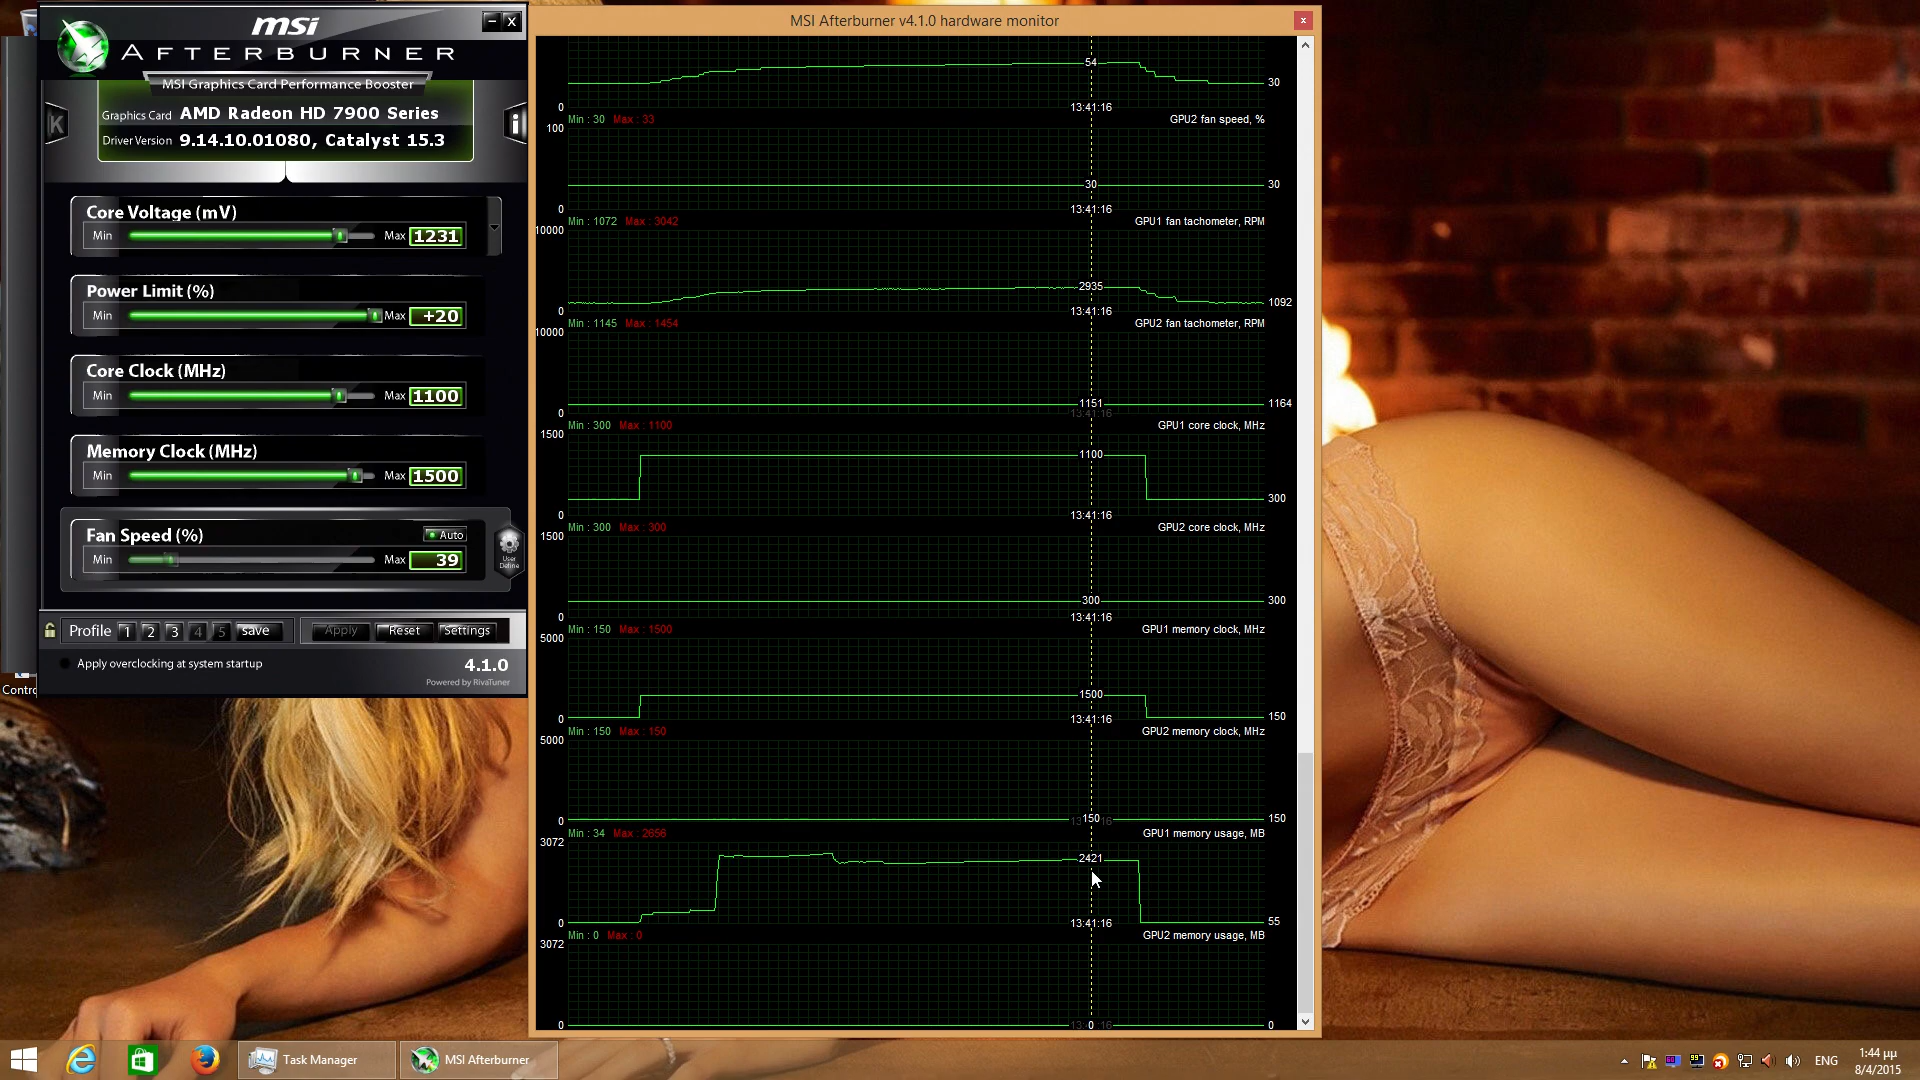 msi
AFTERBURNER
MSI Graphics Card Performance Booster
Graphics Card AMD Radeon HD 7900 Series
Driver Version 9.14.10.01080, Catalyst 15.3
K
i
Core Voltage (mV)
Min Max 1231
Power Limit (%)
Min Max +20
Core Clock (MHz)
Min Max 1100
Memory Clock (MHz)
Min Max 1500
Fan Speed (%) Auto
Min Max 39
User Define
Profile 1 2 3 4 5 save Apply Reset Settings
Apply overclocking at system startup 4.1.0
Powered by RivaTuner
Contro
MSI Afterburner v4.1.0 hardware monitor x
54
30
0 13:41:16
Min : 30 Max : 33 GPU2 fan speed, %
100
30 30
0 13:41:16
Min : 1072 Max : 3042 GPU1 fan tachometer, RPM
10000
2935
1092
0 13:41:16
Min : 1145 Max : 1454 GPU2 fan tachometer, RPM
10000
1151 1164
0 13:41:16
Min : 300 Max : 1100 GPU1 core clock, MHz
1500
1100
300
0 13:41:16
Min : 300 Max : 300 GPU2 core clock, MHz
1500
300 300
0 13:41:16
Min : 150 Max : 1500 GPU1 memory clock, MHz
5000
1500
150
0 13:41:16
Min : 150 Max : 150 GPU2 memory clock, MHz
5000
150 150
0
Min : 34 Max : 2656 GPU1 memory usage, MB
3072
2421
55
0 13:41:16
Min : 0 Max : 0 GPU2 memory usage, MB
3072
0 0 0
Task Manager
MSI Afterburner
ENG
1:44 μμ
8/4/2015